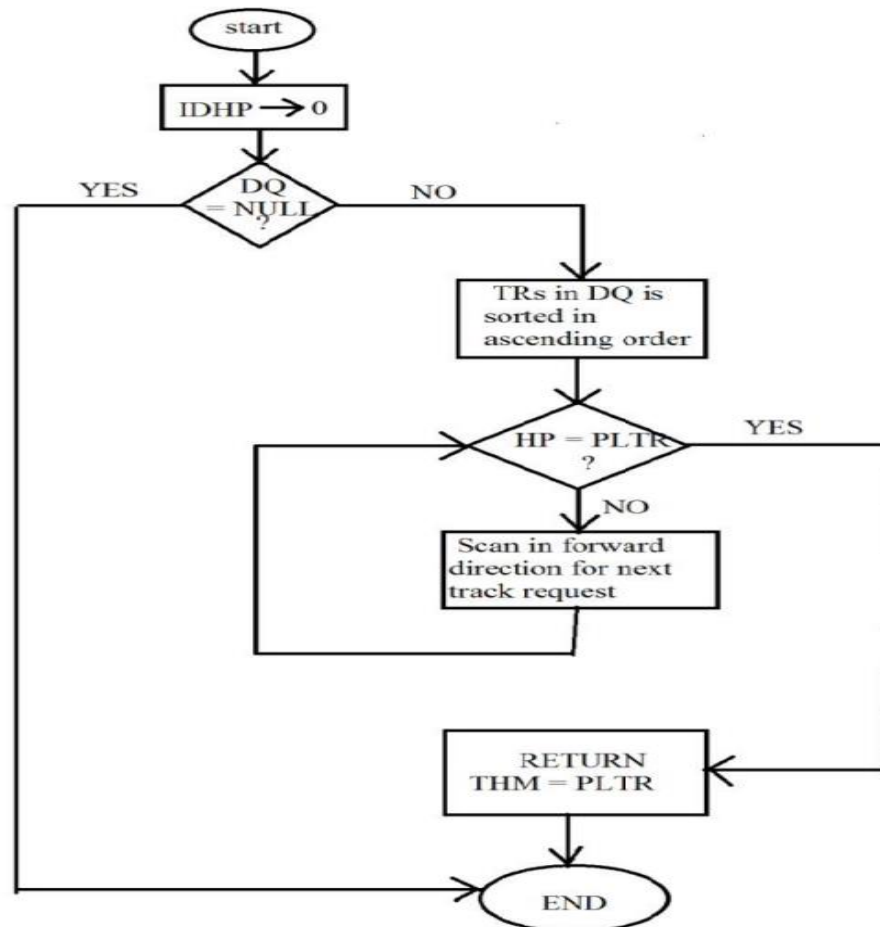 start
IDHP → 0
DQ
= NULL
?
YES
NO
TRs in DQ is
sorted in
ascending order
HP = PLTR
?
YES
NO
Scan in forward
direction for next
track request
RETURN
THM = PLTR
END